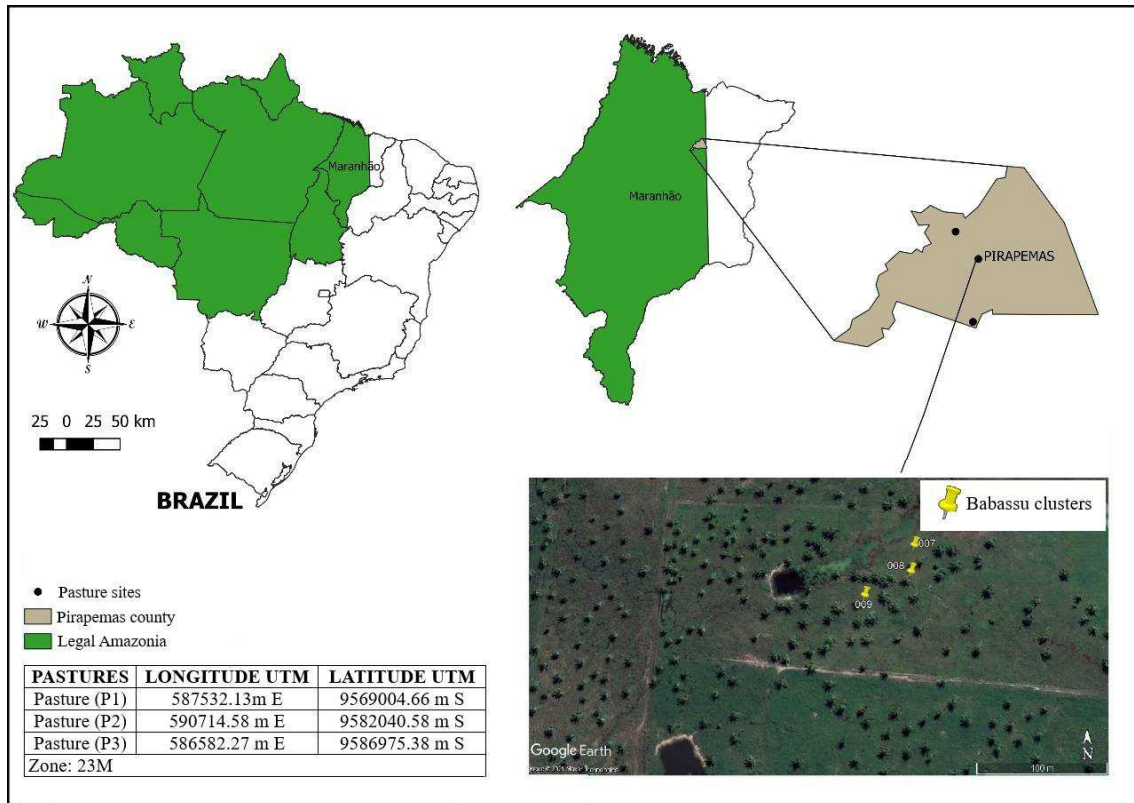 Maranhão
N
W E
S
25 0 25 50 km
BRAZIL
Maranhão
PIRAPEMAS
Babassu clusters
007
008
009
Google Earth
100 m
N
Pasture sites
Pirapemas county
Legal Amazonia
PASTURES LONGITUDE UTM LATITUDE UTM
Pasture (P1) 587532.13m E 9569004.66 m S
Pasture (P2) 590714.58 m E 9582040.58 m S
Pasture (P3) 586582.27 m E 9586975.38 m S
Zone: 23M